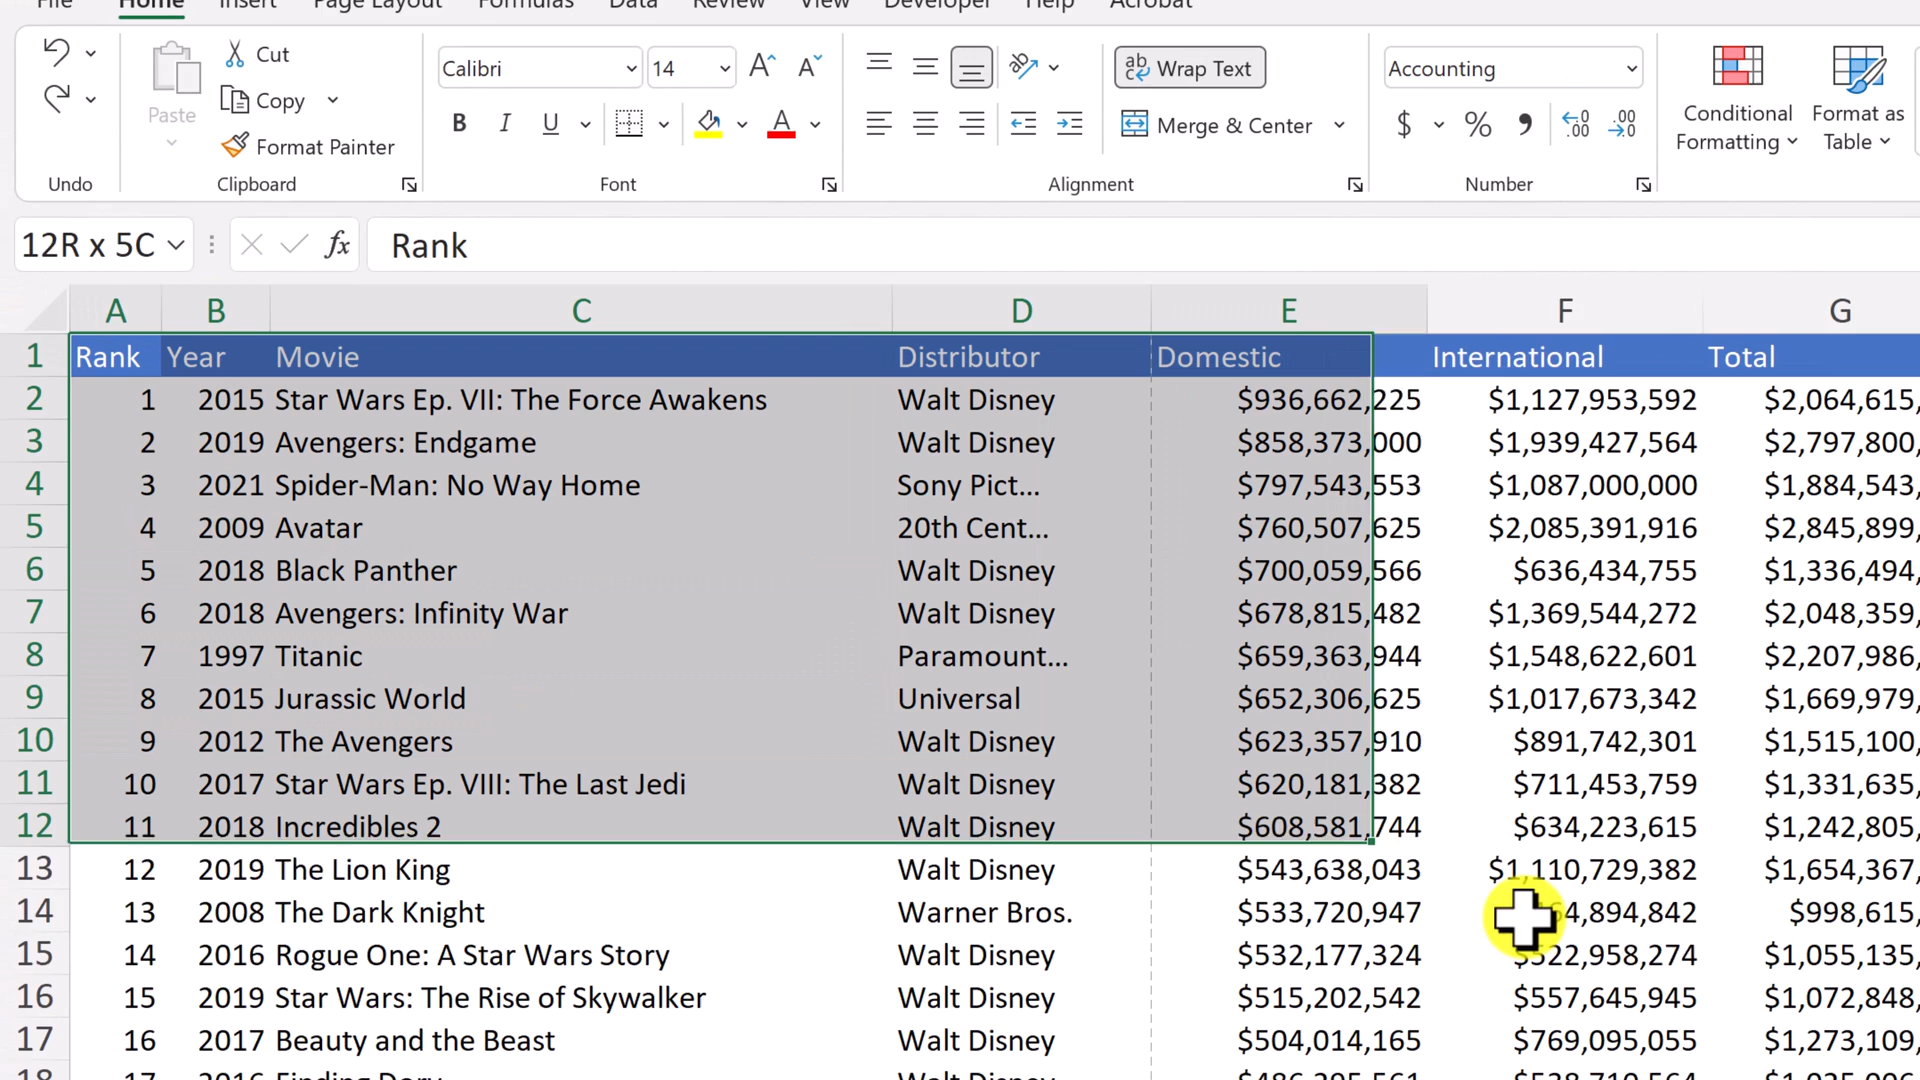 File Home Insert Page Layout Formulas Data Review View Developer Help Acrobat
Cut
Calibri 14
Wrap Text
Accounting
Paste
Copy
Conditional Formatting
Format as Table
Format Painter
B I U
Merge & Center
$ % , .00 .00
Undo Clipboard Font Alignment Number
12R x 5C fx Rank
A B C D E F G
1 Rank Year Movie Distributor Domestic International Total
2 1 2015 Star Wars Ep. VII: The Force Awakens Walt Disney $936,662,225 $1,127,953,592 $2,064,615,
3 2 2019 Avengers: Endgame Walt Disney $858,373,000 $1,939,427,564 $2,797,800,
4 3 2021 Spider-Man: No Way Home Sony Pict... $797,543,553 $1,087,000,000 $1,884,543,
5 4 2009 Avatar 20th Cent... $760,507,625 $2,085,391,916 $2,845,899,
6 5 2018 Black Panther Walt Disney $700,059,566 $636,434,755 $1,336,494,
7 6 2018 Avengers: Infinity War Walt Disney $678,815,482 $1,369,544,272 $2,048,359,
8 7 1997 Titanic Paramount... $659,363,944 $1,548,622,601 $2,207,986,
9 8 2015 Jurassic World Universal $652,306,625 $1,017,673,342 $1,669,979,
10 9 2012 The Avengers Walt Disney $623,357,910 $891,742,301 $1,515,100,
11 10 2017 Star Wars Ep. VIII: The Last Jedi Walt Disney $620,181,382 $711,453,759 $1,331,635,
12 11 2018 Incredibles 2 Walt Disney $608,581,744 $634,223,615 $1,242,805,
13 12 2019 The Lion King Walt Disney $543,638,043 $1,110,729,382 $1,654,367,
14 13 2008 The Dark Knight Warner Bros. $533,720,947 $998,615,
15 14 2016 Rogue One: A Star Wars Story Walt Disney $532,177,324 $522,958,274 $1,055,135,
16 15 2019 Star Wars: The Rise of Skywalker Walt Disney $515,202,542 $557,645,945 $1,072,848,
17 16 2017 Beauty and the Beast Walt Disney $504,014,165 $769,095,055 $1,273,109,
18 17 2016 Finding Dory Walt Disney